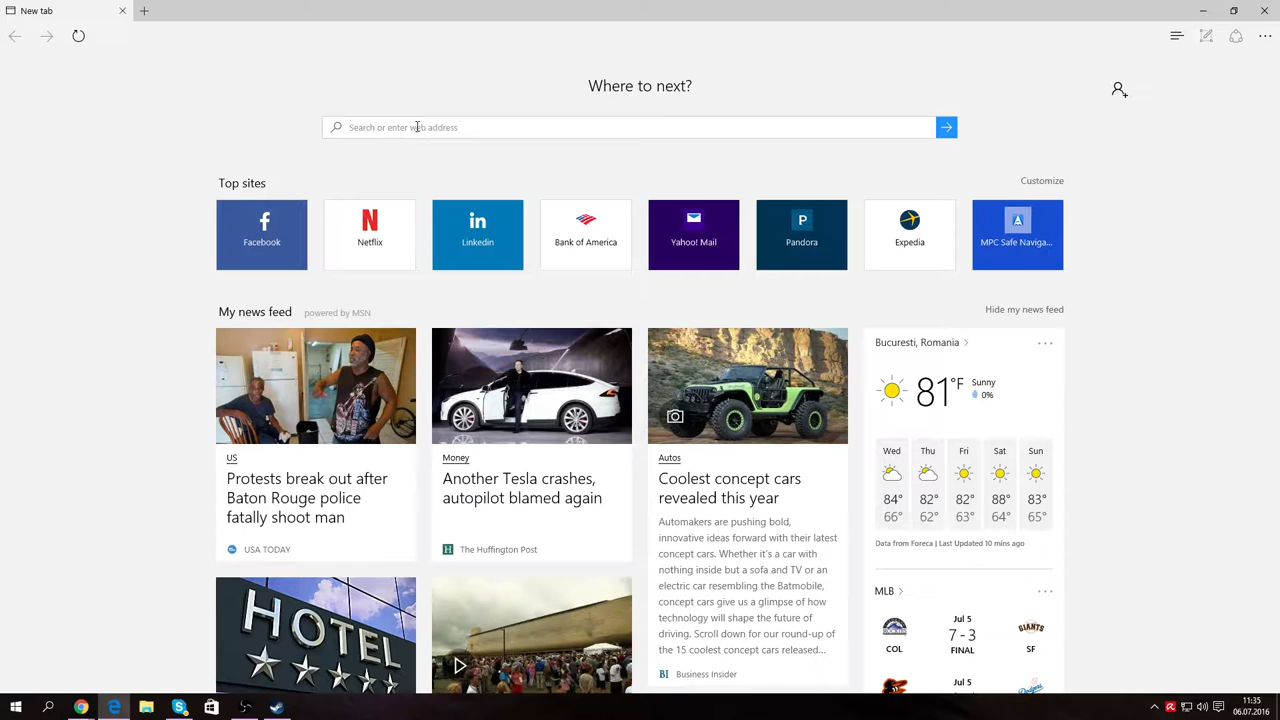 New tab
Where to next?
Search or enter web address
Top sites
Customize
Facebook
Netflix
Linkedin
Bank of America
Yahoo! Mail
P
Pandora
Expedia
MPC Safe Naviga...
My news feed
powered by MSN
Hide my news feed
US
Protests break out after
Baton Rouge police
fatally shoot man
USA TODAY
Money
Another Tesla crashes,
autopilot blamed again
H
The Huffington Post
Autos
Coolest concept cars
revealed this year
Automakers are pushing bold,
innovative ideas forward with their latest
concept cars. Whether it's a car with
nothing inside but a sofa and TV or an
electric car resembling the Batmobile,
concept cars give us a glimpse of how
technology will shape the future of
driving. Scroll down for our round-up of
the 15 coolest concept cars released...
BI
Business Insider
Bucuresti, Romania
81°F
Sunny
0%
Wed Thu Fri Sat Sun
84° 82° 82° 88° 83°
66° 62° 63° 64° 65°
Data from Foreca | Last Updated 10 mins ago
MLB
Jul 5
7 - 3
COL
FINAL
GIANTS
SF
Jul 5
HOTEL
11:35
06.07.2016